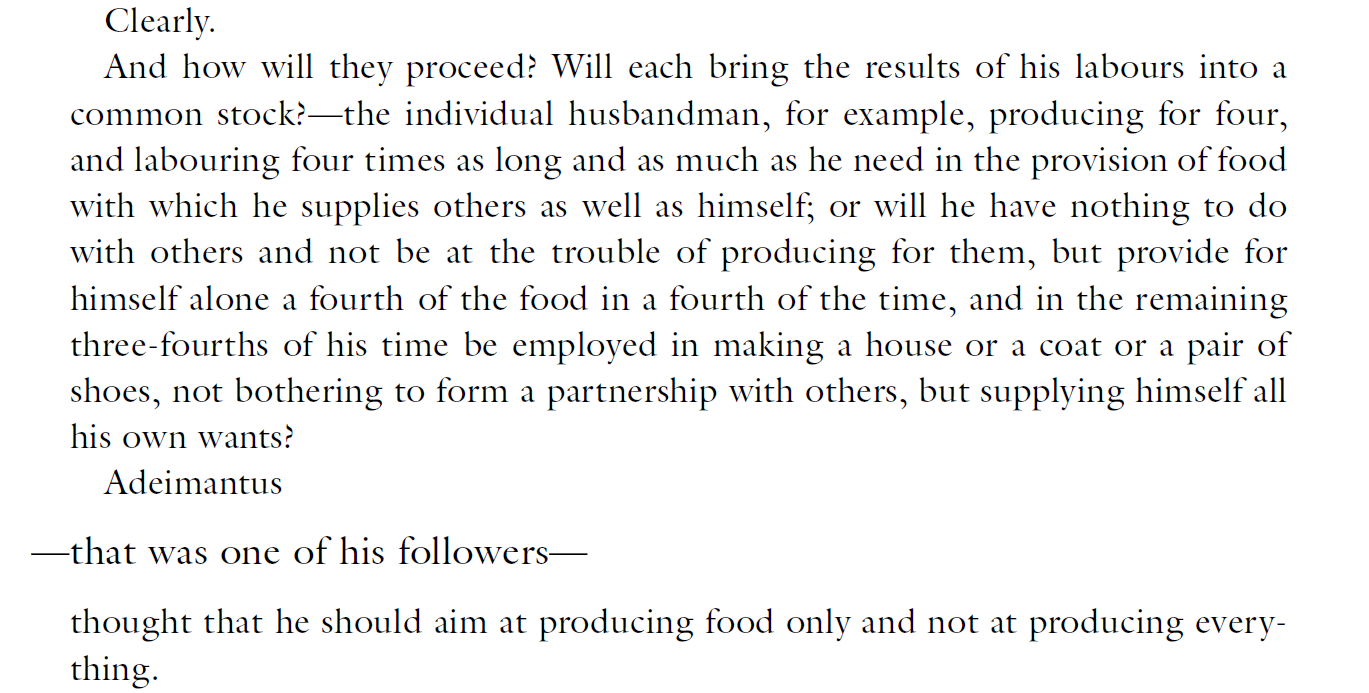 Clearly.
And how will they proceed? Will each bring the results of his labours into a
common stock?—the individual husbandman, for example, producing for four,
and labouring four times as long and as much as he need in the provision of food
with which he supplies others as well as himself; or will he have nothing to do
with others and not be at the trouble of producing for them, but provide for
himself alone a fourth of the food in a fourth of the time, and in the remaining
three-fourths of his time be employed in making a house or a coat or a pair of
shoes, not bothering to form a partnership with others, but supplying himself all
his own wants?
Adeimantus
—that was one of his followers—
thought that he should aim at producing food only and not at producing every-
thing.